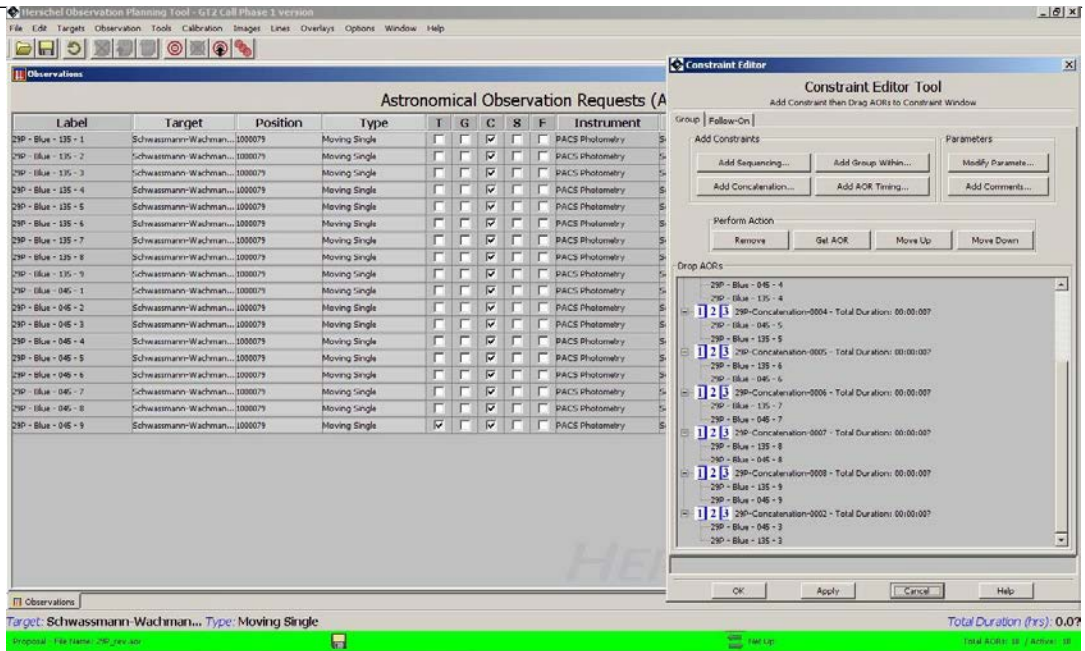 Herschel Observation Planning Tool - GT2 Call Phase 1 version
File Edit Targets Observation Tools Calibration Images Lines Overlays Options Window Help
Observations
Astronomical Observation Requests (A
Label Target Position Type T G C S F Instrument
29P - Blue - 135 - 1 Schwassmann-Wachman... 1000079 Moving Single PACS Photometry
29P - Blue - 135 - 2 Schwassmann-Wachman... 1000079 Moving Single PACS Photometry
29P - Blue - 135 - 3 Schwassmann-Wachman... 1000079 Moving Single PACS Photometry
29P - Blue - 135 - 4 Schwassmann-Wachman... 1000079 Moving Single PACS Photometry
29P - Blue - 135 - 5 Schwassmann-Wachman... 1000079 Moving Single PACS Photometry
29P - Blue - 135 - 6 Schwassmann-Wachman... 1000079 Moving Single PACS Photometry
29P - Blue - 135 - 7 Schwassmann-Wachman... 1000079 Moving Single PACS Photometry
29P - Blue - 135 - 8 Schwassmann-Wachman... 1000079 Moving Single PACS Photometry
29P - Blue - 135 - 9 Schwassmann-Wachman... 1000079 Moving Single PACS Photometry
29P - Blue - 045 - 1 Schwassmann-Wachman... 1000079 Moving Single PACS Photometry
29P - Blue - 045 - 2 Schwassmann-Wachman... 1000079 Moving Single PACS Photometry
29P - Blue - 045 - 3 Schwassmann-Wachman... 1000079 Moving Single PACS Photometry
29P - Blue - 045 - 4 Schwassmann-Wachman... 1000079 Moving Single PACS Photometry
29P - Blue - 045 - 5 Schwassmann-Wachman... 1000079 Moving Single PACS Photometry
29P - Blue - 045 - 6 Schwassmann-Wachman... 1000079 Moving Single PACS Photometry
29P - Blue - 045 - 7 Schwassmann-Wachman... 1000079 Moving Single PACS Photometry
29P - Blue - 045 - 8 Schwassmann-Wachman... 1000079 Moving Single PACS Photometry
29P - Blue - 045 - 9 Schwassmann-Wachman... 1000079 Moving Single PACS Photometry
HER
Constraint Editor
Constraint Editor Tool
Add Constraint then Drag AORs to Constraint Window
Group Follow-On
Add Constraints Parameters
Add Sequencing... Add Group Within... Modify Paramete...
Add Concatenation... Add AOR Timing... Add Comments...
Perform Action
Remove Get AOR Move Up Move Down
Drop AORs
29P - Blue - 045 - 4
29P - Blue - 135 - 4
1 2 3 29P-Concatenation-0004 - Total Duration: 00:00:00?
29P - Blue - 045 - 5
29P - Blue - 135 - 5
1 2 3 29P-Concatenation-0005 - Total Duration: 00:00:00?
29P - Blue - 135 - 6
29P - Blue - 045 - 6
1 2 3 29P-Concatenation-0006 - Total Duration: 00:00:00?
29P - Blue - 135 - 7
29P - Blue - 045 - 7
1 2 3 29P-Concatenation-0007 - Total Duration: 00:00:00?
29P - Blue - 135 - 8
29P - Blue - 045 - 8
1 2 3 29P-Concatenation-0008 - Total Duration: 00:00:00?
29P - Blue - 135 - 9
29P - Blue - 045 - 9
1 2 3 29P-Concatenation-0002 - Total Duration: 00:00:00?
29P - Blue - 045 - 3
29P - Blue - 135 - 3
OK Apply Cancel Help
Observations
Target: Schwassmann-Wachman... Type: Moving Single Total Duration (hrs): 0.0?
Proposal - File Name: 29P_rev.aor Net Up Total AORs: 18 / Active: 18